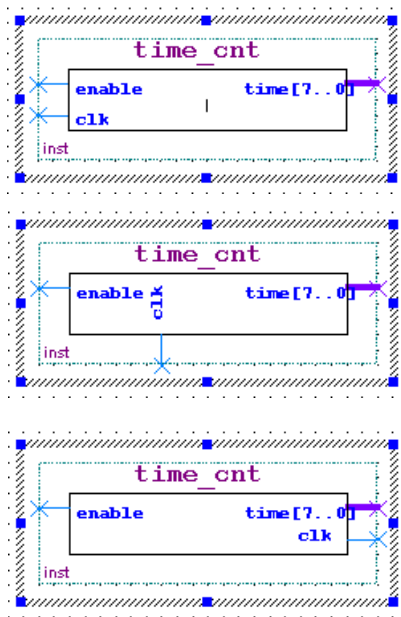 time_cnt
enable time[7..0]
clk
inst
time_cnt
enable clk time[7..0]
inst
time_cnt
enable time[7..0]
clk
inst